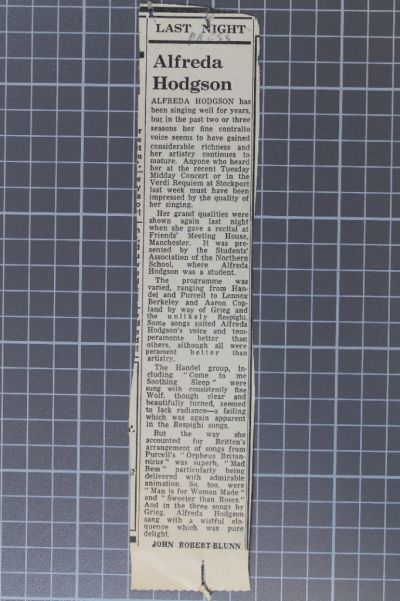 LAST NIGHT
Alfreda
Hodgson
ALFREDA HODGSON has
been singing well for years,
but in the past two or three
seasons her fine contralto
voice seems to have gained
considerable richness and
her artistry continues to
mature. Anyone who heard
her at the recent Tuesday
Midday Concert or in the
Verdi Requiem at Stockport
last week must have been
impressed by the quality of
her singing.
Her grand qualities were
shown again last night
when she gave a recital at
Friends' Meeting House,
Manchester. It was pre-
sented by the Students'
Association of the Northern
School, where Alfreda
Hodgson was a student.
The programme was
varied, ranging from Han-
del and Purcell to Lennox
Berkeley and Aaron Cop-
land by way of Grieg and
the unlikely Respighi.
Some songs suited Alfreda
Hodgson's voice and tem-
peramente better than
others, although all were
perament better than
artistry.
The Handel group, in-
cluding "Come to me
Soothing Sleep" were
sung with consistently fine
Wolf, though clear and
beautifully turned, seemed
to lack radiance—a failing
which was again apparent
in the Respighi songs.
But the way she
accounted for Britten's
arrangement of songs from
Purcell's "Orpheus Britan-
nicus" was superb, "Mad
Bess" particularly being
delivered with admirable
animation. So, too, were
"Man is for Woman Made"
and "Sweeter than Roses."
And in the three songs by
Grieg, Alfreda Hodgson
sang with a wistful elo-
quence which was pure
delight.
JOHN ROBERT-BLUNN